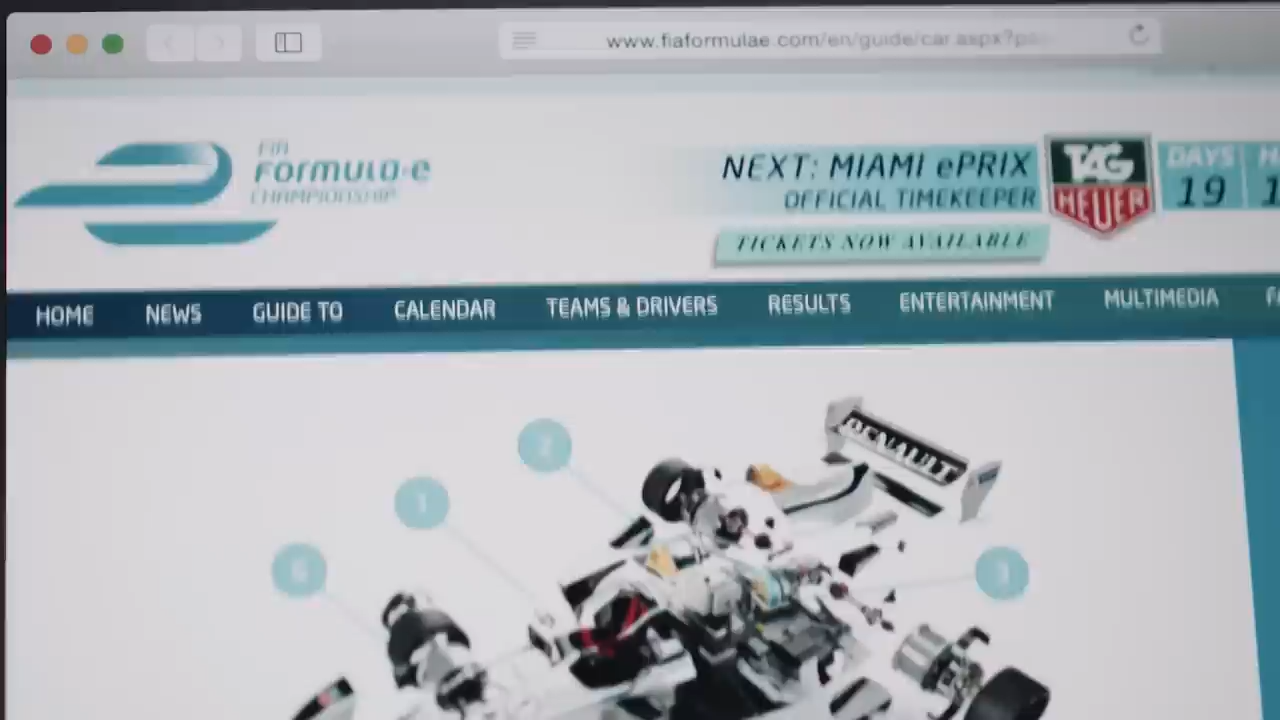 www.fiaformulae.com/en/guide/car.aspx?pa
FIA
Formula-e
CHAMPIONSHIP
NEXT: MIAMI ePRIX
OFFICIAL TIMEKEEPER
TICKETS NOW AVAILABLE
TAG
HEUER
DAYS
19
HOME NEWS GUIDE TO CALENDAR TEAMS & DRIVERS RESULTS ENTERTAINMENT MULTIMEDIA
RENAULT
2
1
3